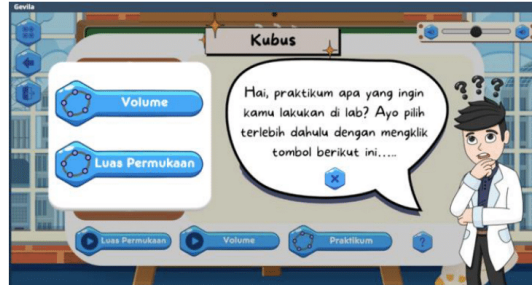 Gevila
Kubus
Volume
Luas Permukaan
Hai, praktikum apa yang ingin
kamu lakukan di lab? Ayo pilih
terlebih dahulu dengan mengklik
tombol berikut ini.....
? ? ?
Luas Permukaan
Volume
Praktikum
?